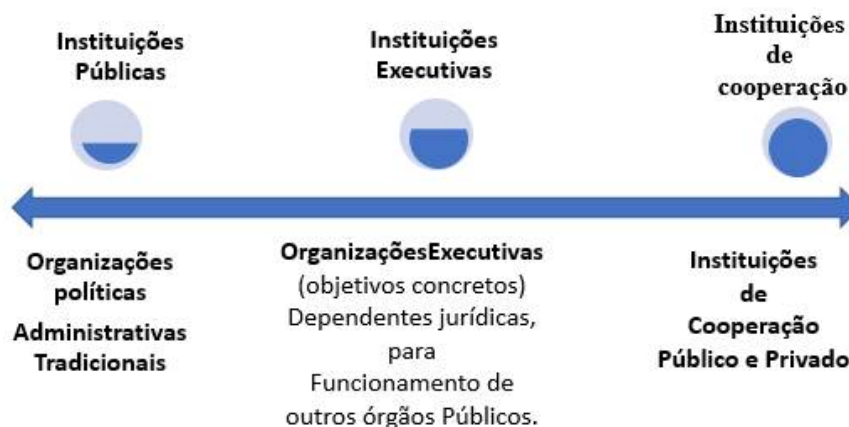 Instituições
Públicas
Instituições
Executivas
Instituições
de
cooperação
Organizações
políticas
Administrativas
Tradicionais
OrganizaçõesExecutivas
(objetivos concretos)
Dependentes jurídicas,
para
Funcionamento de
outros órgãos Públicos.
Instituições
de
Cooperação
Público e Privado